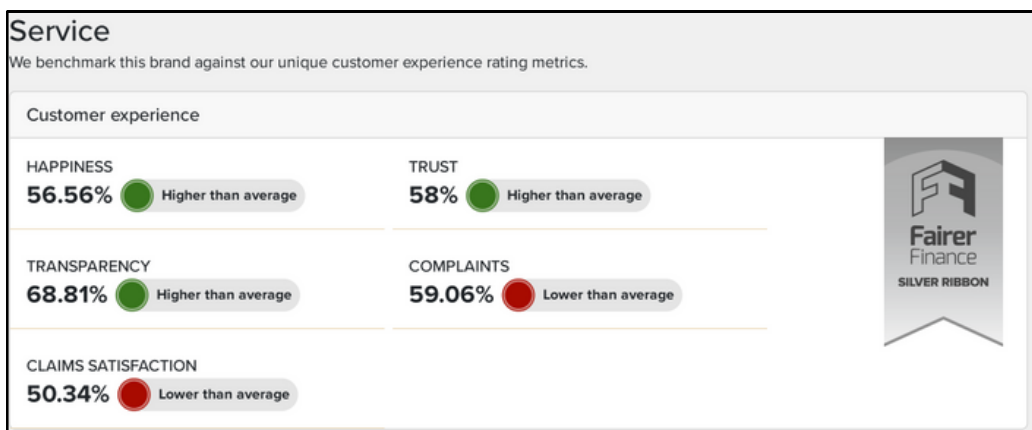 Service
We benchmark this brand against our unique customer experience rating metrics.
Customer experience
HAPPINESS
56.56% Higher than average
TRUST
58% Higher than average
TRANSPARENCY
68.81% Higher than average
COMPLAINTS
59.06% Lower than average
CLAIMS SATISFACTION
50.34% Lower than average
Fairer
Finance
SILVER RIBBON